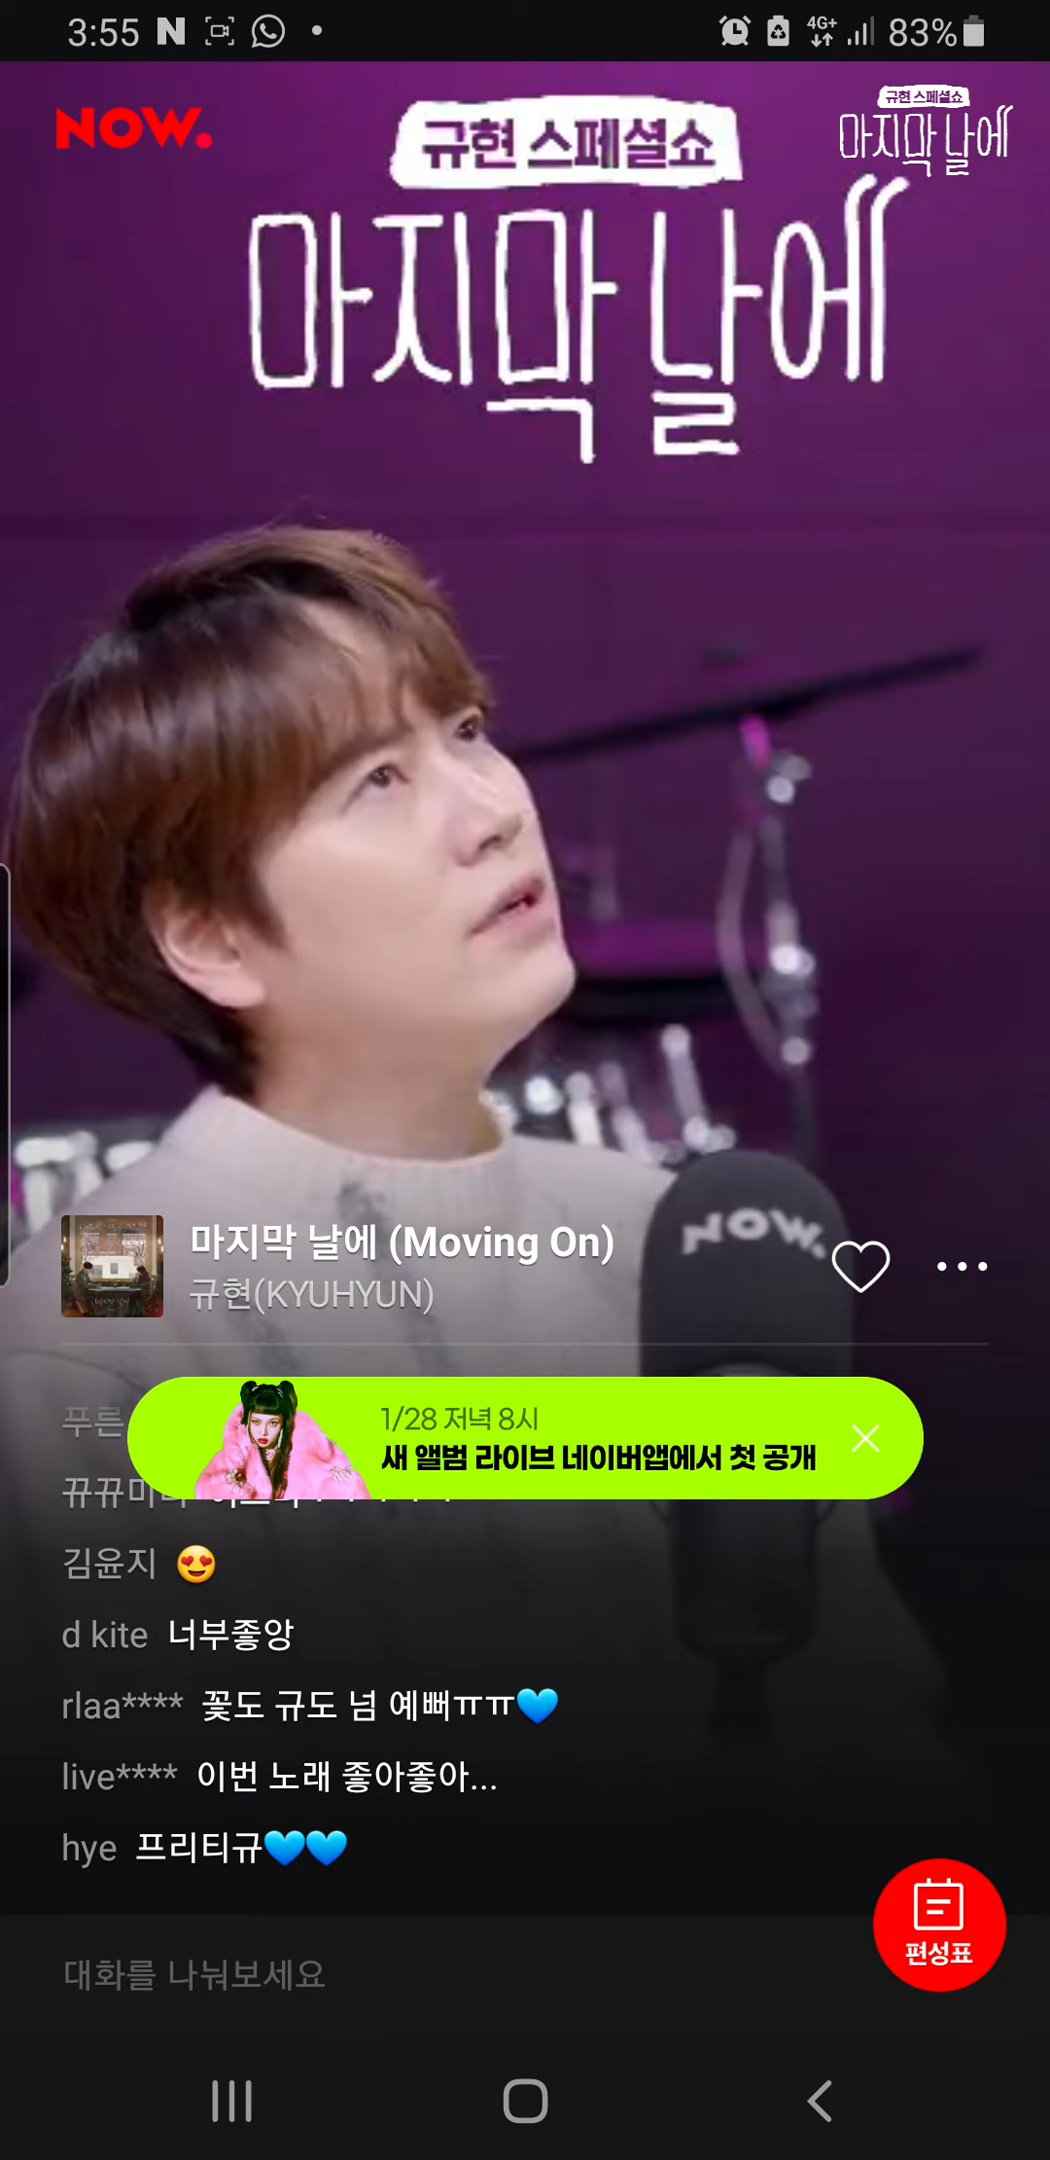 3:55
4G+
83%
NOW.
규현 스페셜쇼
마지막 날에
규현 스페셜쇼
마지막 날에
NOW.
마지막 날에 (Moving On)
규현(KYUHYUN)
1/28 저녁 8시
새 앨범 라이브 네이버앱에서 첫 공개
푸른
김윤지 😍
d kite 너부좋앙
rlaa**** 꽃도 규도 넘 예뻐ㅠㅠ💙
live**** 이번 노래 좋아좋아...
hye 프리티규💙💙
편성표
대화를 나눠보세요